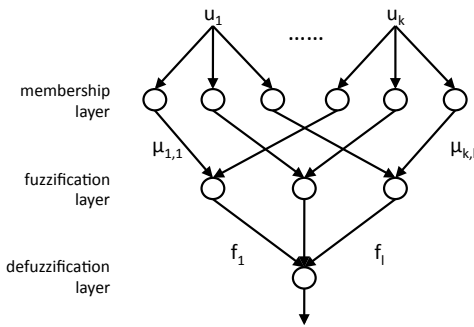 u1 ...... uk
membership
layer
μ1,1 μk,l
fuzzification
layer
f1 fl
defuzzification
layer